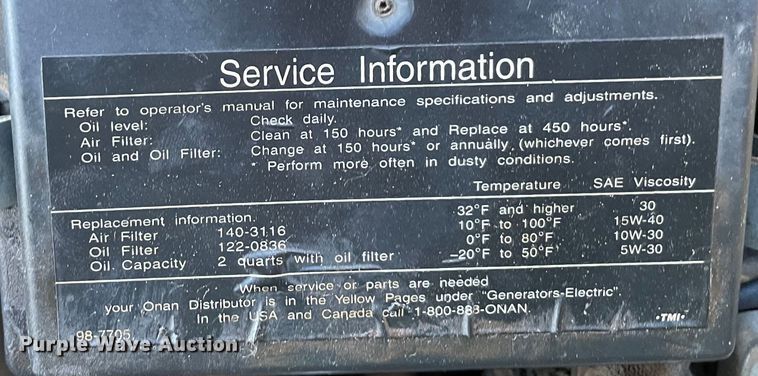 Service Information
Refer to operator's manual for maintenance specifications and adjustments.
Oil level: Check daily.
Air Filter: Clean at 150 hours* and Replace at 450 hours*.
Oil and Oil Filter: Change at 150 hours* or annually, (whichever comes first).
* Perform more often in dusty conditions.
Temperature SAE Viscosity
Replacement information. 32°F and higher 30
Air Filter 140-3116 10°F to 100°F 15W-40
Oil Filter 122-0836 0°F to 80°F 10W-30
Oil Capacity 2 quarts with oil filter -20°F to 50°F 5W-30
When service or parts are needed
your Onan Distributor is in the Yellow Pages under "Generators-Electric".
In the USA and Canada call 1-800-888-ONAN.
98-7705 •TMI•
Purple Wave Auction